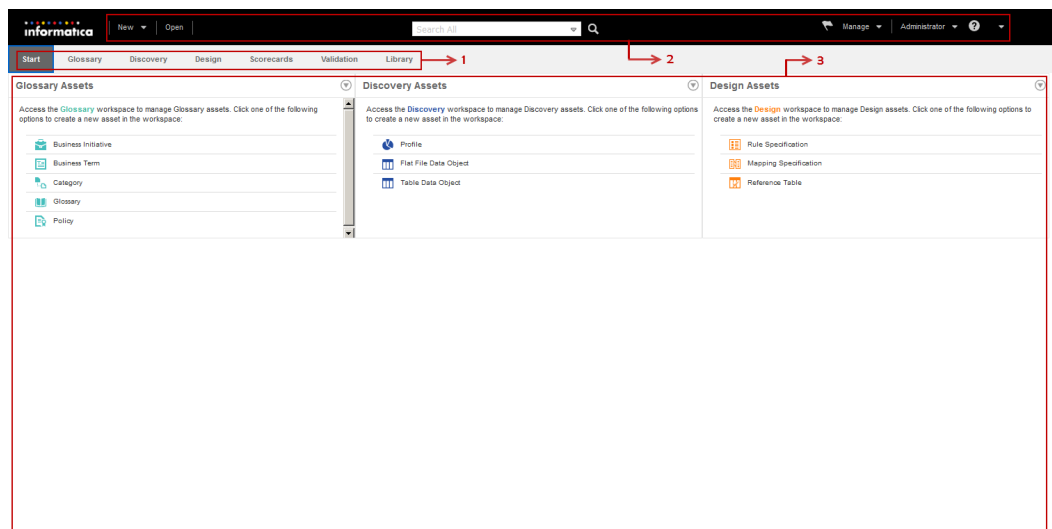 informatica New Open Search All Manage Administrator ?
Start Glossary Discovery Design Scorecards Validation Library 1 2 3
Glossary Assets
Access the Glossary workspace to manage Glossary assets. Click one of the following
options to create a new asset in the workspace:
Business Initiative
Business Term
Category
Glossary
Policy
Discovery Assets
Access the Discovery workspace to manage Discovery assets. Click one of the following options
to create a new asset in the workspace:
Profile
Flat File Data Object
Table Data Object
Design Assets
Access the Design workspace to manage Design assets. Click one of the following options to
create a new asset in the workspace:
Rule Specification
Mapping Specification
Reference Table